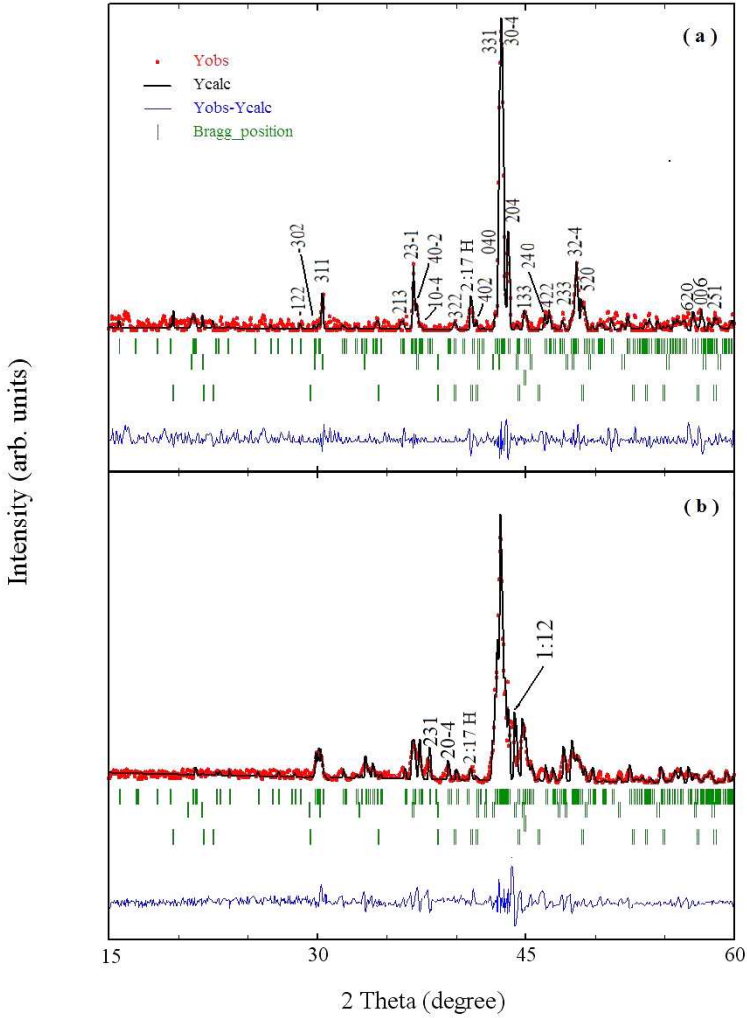 ( a )
Yobs
Ycalc
Yobs-Ycalc
Bragg_position
331
30-4
204
040
-302
311
-122
23-1
40-2
10-4
213
322
2 :17 H
402
133
240
422
233
32-4
520
620
006
251
Intensity (arb. units)
( b )
1:12
231
20-4
2:17 H
15
30
45
60
2 Theta (degree)